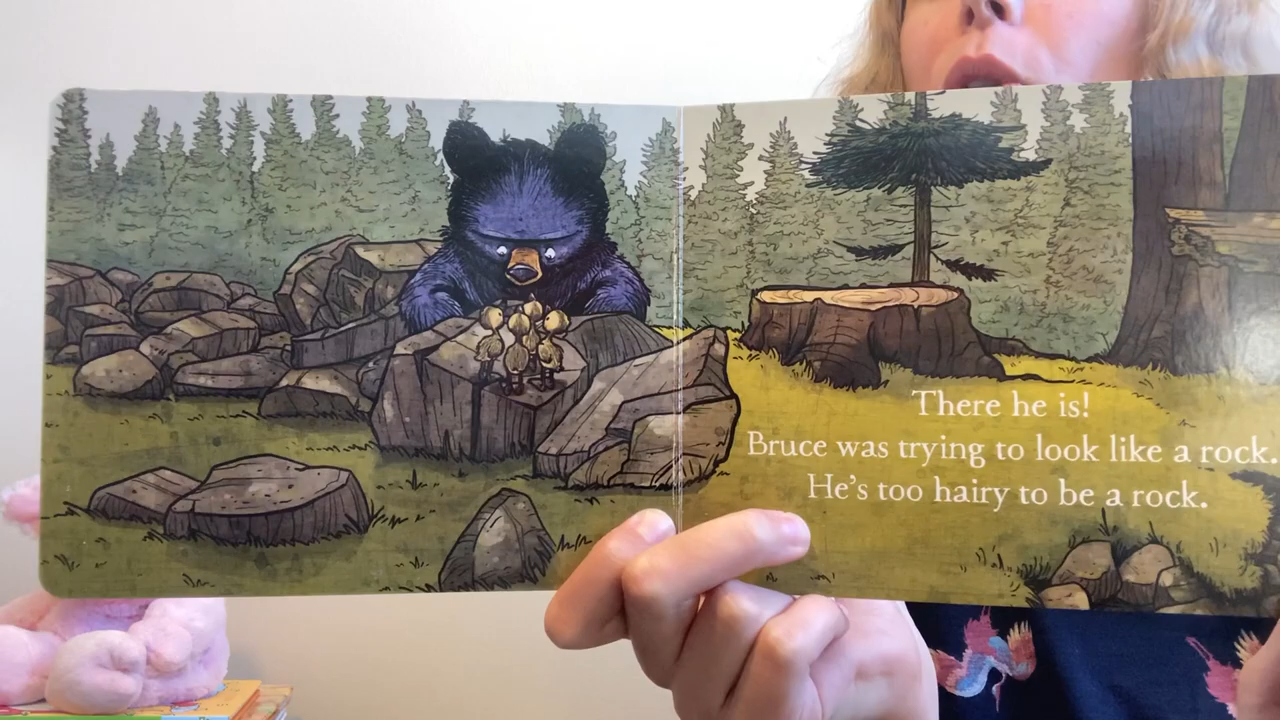 There he is!
Bruce was trying to look like a rock.
He's too hairy to be a rock.